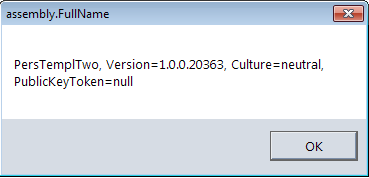 assembly.FullName
PersTemplTwo, Version=1.0.0.20363, Culture=neutral,
PublicKeyToken=null
OK